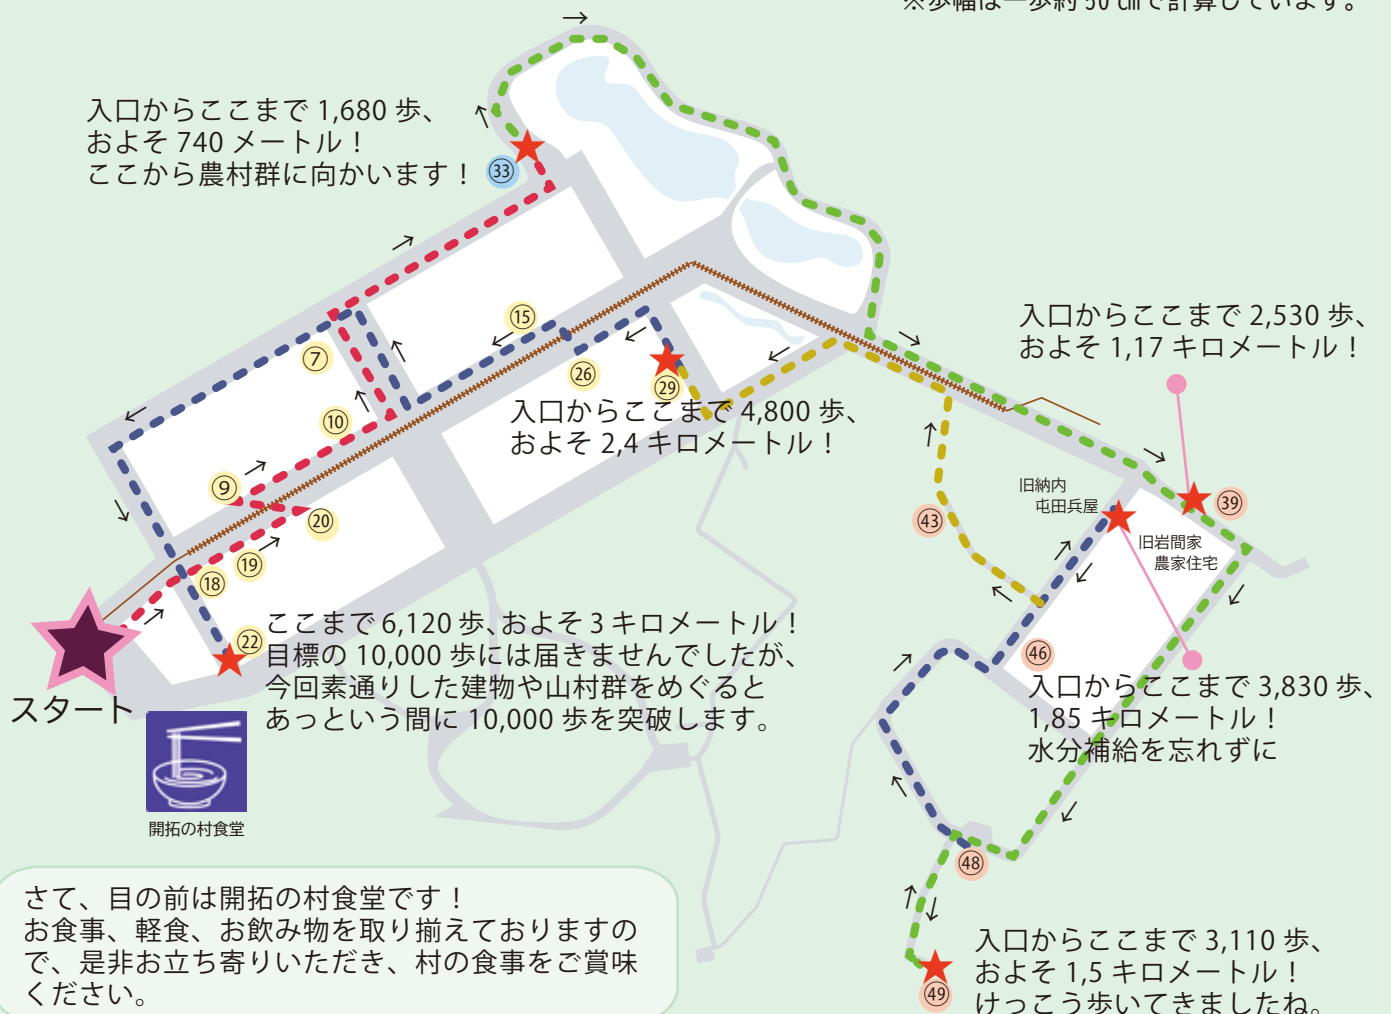 ※歩幅は一歩約 50 ㎝で計算しています。
入口からここまで 1,680 歩、
およそ 740 メートル！
ここから農村群に向かいます！
㉝
入口からここまで 2,530 歩、
およそ 1,17 キロメートル！
⑮
⑦
㉖
㉙
入口からここまで 4,800 歩、
およそ 2,4 キロメートル！
⑩
⑨
⑳
⑲
⑱
旧納内
屯田兵屋
㊴
㊸
旧岩間家
農家住宅
㉒
ここまで 6,120 歩、およそ 3 キロメートル！
目標の 10,000 歩には届きませんでしたが、
今回素通りした建物や山村群をめぐると
あっという間に 10,000 歩を突破します。
スタート
開拓の村食堂
㊻
入口からここまで 3,830 歩、
1,85 キロメートル！
水分補給を忘れずに
㊽
さて、目の前は開拓の村食堂です！
お食事、軽食、お飲み物を取り揃えておりますの
で、是非お立ち寄りいただき、村の食事をご賞味
ください。
㊾
入口からここまで 3,110 歩、
およそ 1,5 キロメートル！
けっこう歩いてきましたね。